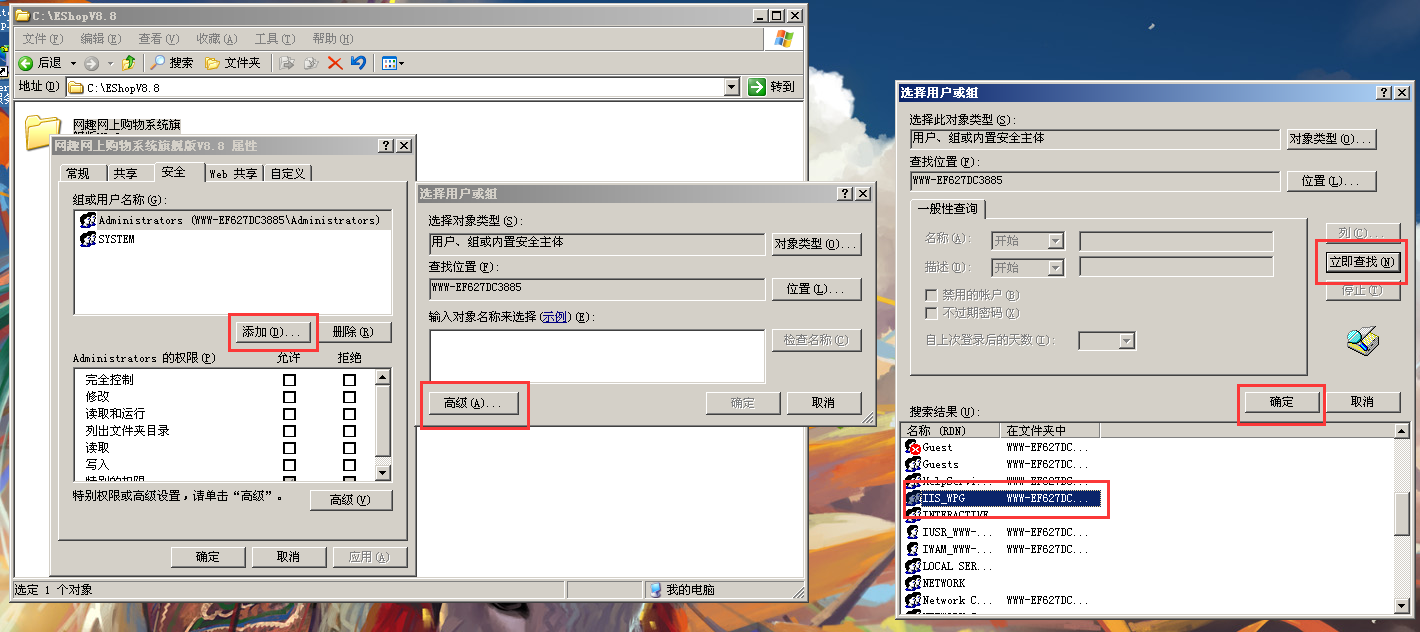 C:\EShopV8.8
文件(F) 编辑(E) 查看(V) 收藏(A) 工具(T) 帮助(H)
后退 搜索 文件夹
地址(D) C:\EShopV8.8 转到
网趣网上购物系统旗
网趣网上购物系统旗舰版V8.8 属性
常规 共享 安全 Web 共享 自定义
组或用户名称(G):
Administrators (WWW-EF627DC3885\Administrators)
SYSTEM
添加(D)... 删除(R)
Administrators 的权限(P) 允许 拒绝
完全控制
修改
读取和运行
列出文件夹目录
读取
写入
特别的权限
特别权限或高级设置，请单击“高级”。
高级(V)
确定 取消 应用(A)
选定 1 个对象 我的电脑
选择用户或组
选择对象类型(S):
用户、组或内置安全主体 对象类型(O)...
查找位置(F):
WWW-EF627DC3885 位置(L)...
输入对象名称来选择(示例)(E):
检查名称(C)
高级(A)... 确定 取消
选择用户或组
选择此对象类型(S):
用户、组或内置安全主体 对象类型(O)...
查找位置(F):
WWW-EF627DC3885 位置(L)...
一般性查询
名称(A): 开始 列(C)...
描述(D): 开始 立即查找(N)
禁用的帐户(B) 停止(T)
不过期密码(X)
自上次登录后的天数(I):
确定 取消
搜索结果(U):
名称 (RDN) 在文件夹中
Guest WWW-EF627DC...
Guests WWW-EF627DC...
HelpServi... WWW-EF627DC...
IIS_WPG WWW-EF627DC...
INTERACTIVE
IUSR_WWW-... WWW-EF627DC...
IWAM_WWW-... WWW-EF627DC...
LOCAL SER...
NETWORK
Network C... WWW-EF627DC...